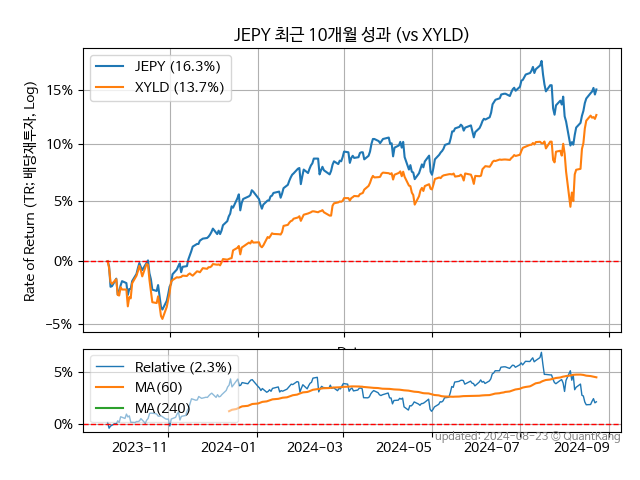 JEPY 최근 10개월 성과 (vs XYLD)
Rate of Return (TR: 배당재투자, Log)
JEPY (16.3%)
XYLD (13.7%)
15%
10%
5%
0%
−5%
Relative (2.3%)
MA(60)
MA(240)
5%
0%
2023−11
2024−01
2024−03
2024−05
2024−07
2024−09
updated: 2024-08-23 © QuantKang